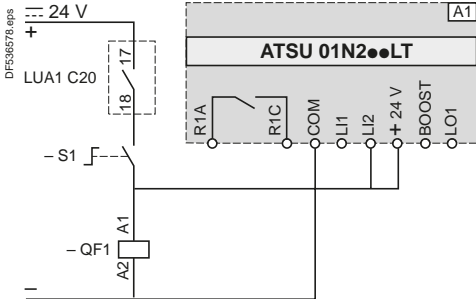 DF536578.eps
24 V
+
A1
17
LUA1 C20
18
ATSU 01N2●●LT
R1A
R1C
COM
LI1
LI2
+ 24 V
BOOST
LO1
– S1
A1
– QF1
A2
–